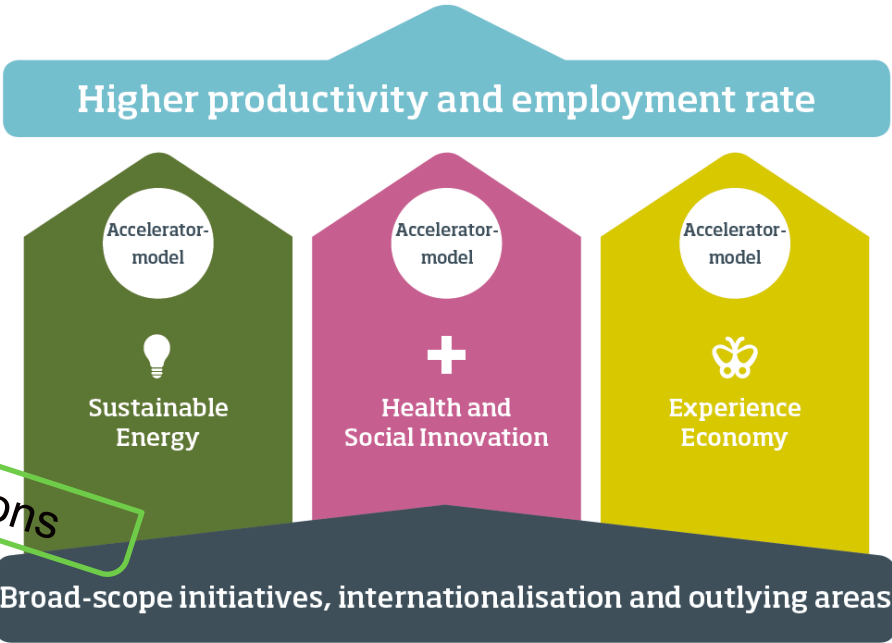 Higher productivity and employment rate
Accelerator-
model
Accelerator-
model
Accelerator-
model
Sustainable
Energy
Health and
Social Innovation
Experience
Economy
Broad-scope initiatives, internationalisation and outlying areas